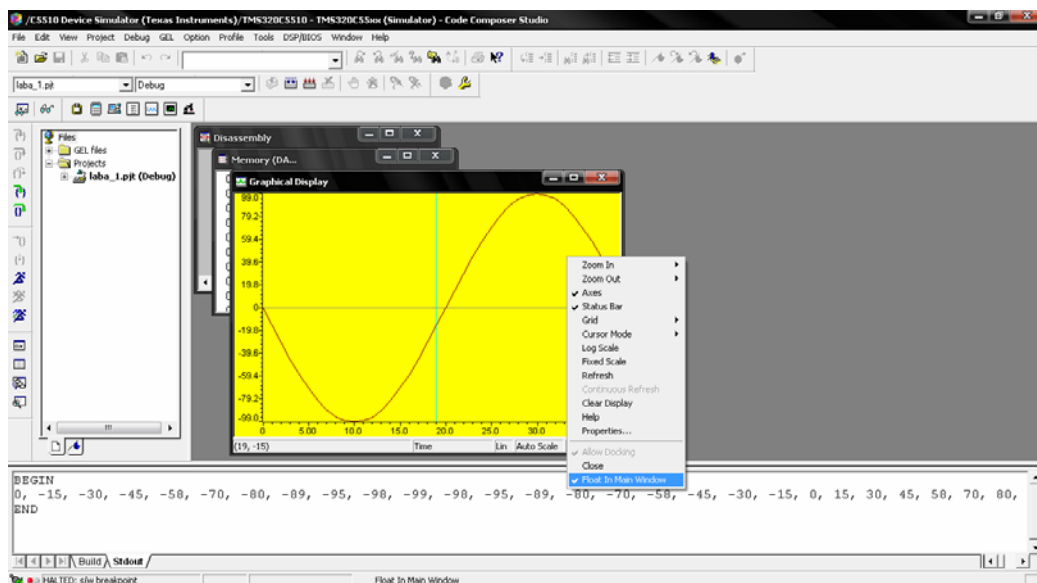 /C5510 Device Simulator (Texas Instruments)/TMS320C5510 - TMS320C55xx (Simulator) - Code Composer Studio
File Edit View Project Debug GEL Option Profile Tools DSP/BIOS Window Help
laba_1.pjt Debug
Files
GEL files
Projects
laba_1.pjt (Debug)
Disassembly
Memory (DA...
Graphical Display
99.0
79.2
59.4
39.6
19.8
0
-19.8
-39.6
-59.4
-79.2
-99.0
0 5.00 10.0 15.0 20.0 25.0 30.0
(19, -15) Time Lin Auto Scale
Zoom In
Zoom Out
Axes
Status Bar
Grid
Cursor Mode
Log Scale
Fixed Scale
Refresh
Continuous Refresh
Clear Display
Help
Properties...
Allow Docking
Close
Float In Main Window
BEGIN
0, -15, -30, -45, -58, -70, -80, -89, -95, -98, -99, -98, -95, -89, -80, -70, -58, -45, -30, -15, 0, 15, 30, 45, 58, 70, 80,
END
Build Stdout
HALTED: s/w breakpoint Float In Main Window